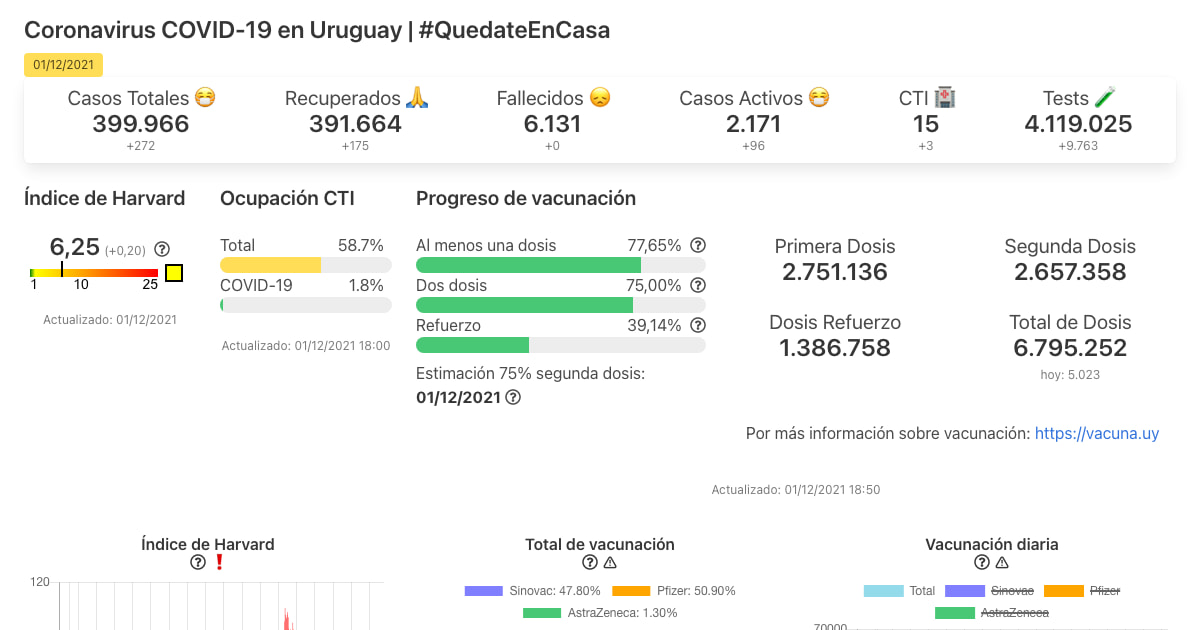 Coronavirus COVID-19 en Uruguay | #QuedateEnCasa
01/12/2021
Casos Totales 😷 Recuperados 🙏 Fallecidos 😞 Casos Activos 😷 CTI 🏥 Tests 🧪
399.966 391.664 6.131 2.171 15 4.119.025
+272 +175 +0 +96 +3 +9.763
Índice de Harvard
6,25 (+0,20)
1 10 25
Actualizado: 01/12/2021
Ocupación CTI
Total 58.7%
COVID-19 1.8%
Actualizado: 01/12/2021 18:00
Progreso de vacunación
Al menos una dosis 77,65%
Dos dosis 75,00%
Refuerzo 39,14%
Estimación 75% segunda dosis:
01/12/2021
Primera Dosis Segunda Dosis
2.751.136 2.657.358
Dosis Refuerzo Total de Dosis
1.386.758 6.795.252
hoy: 5.023
Por más información sobre vacunación: https://vacuna.uy
Actualizado: 01/12/2021 18:50
Índice de Harvard
120
Total de vacunación
Sinovac: 47.80% Pfizer: 50.90%
AstraZeneca: 1.30%
Vacunación diaria
Total Sinovac Pfizer
AstraZeneca
70000